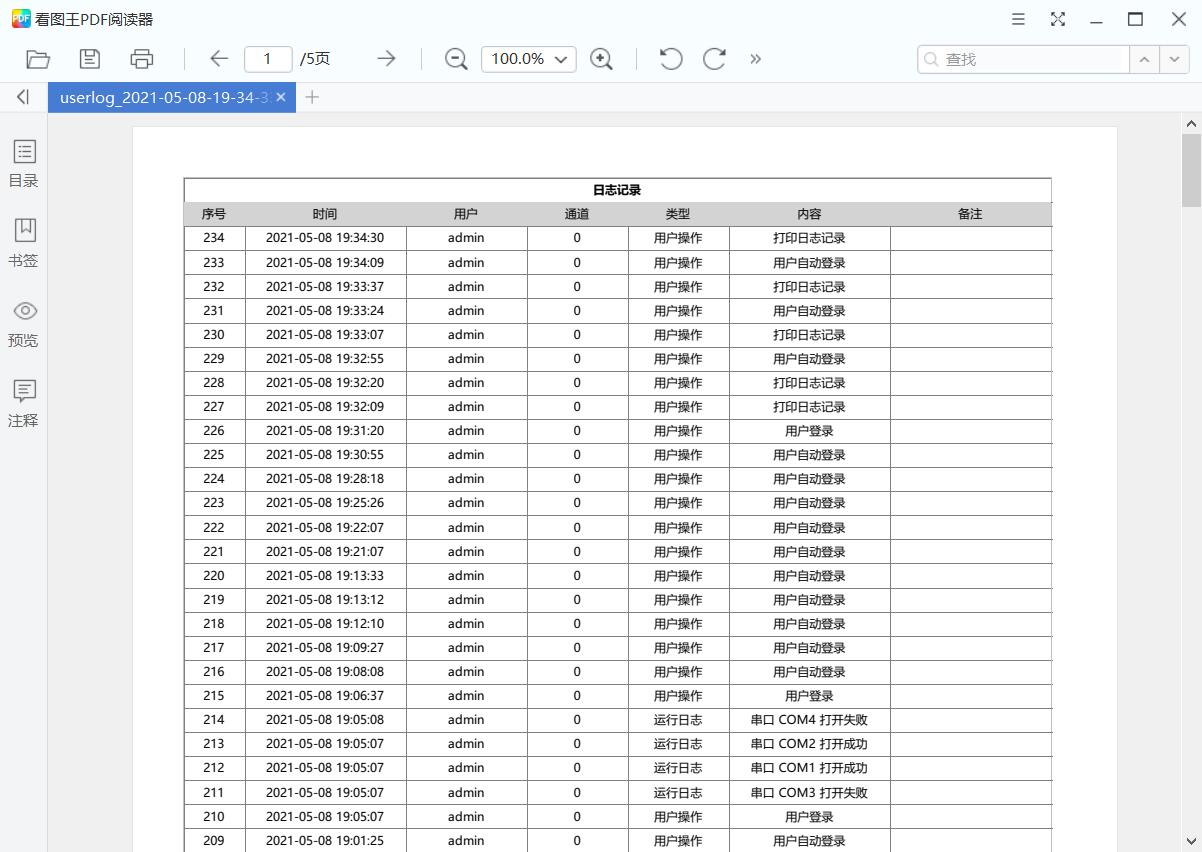 看图王PDF阅读器
1 /5页 100.0% 查找
userlog_2021-05-08-19-34-3
目录
书签
预览
注释
日志记录
序号 时间 用户 通道 类型 内容 备注
234 2021-05-08 19:34:30 admin 0 用户操作 打印日志记录
233 2021-05-08 19:34:09 admin 0 用户操作 用户自动登录
232 2021-05-08 19:33:37 admin 0 用户操作 打印日志记录
231 2021-05-08 19:33:24 admin 0 用户操作 用户自动登录
230 2021-05-08 19:33:07 admin 0 用户操作 打印日志记录
229 2021-05-08 19:32:55 admin 0 用户操作 用户自动登录
228 2021-05-08 19:32:20 admin 0 用户操作 打印日志记录
227 2021-05-08 19:32:09 admin 0 用户操作 打印日志记录
226 2021-05-08 19:31:20 admin 0 用户操作 用户登录
225 2021-05-08 19:30:55 admin 0 用户操作 用户自动登录
224 2021-05-08 19:28:18 admin 0 用户操作 用户自动登录
223 2021-05-08 19:25:26 admin 0 用户操作 用户自动登录
222 2021-05-08 19:22:07 admin 0 用户操作 用户自动登录
221 2021-05-08 19:21:07 admin 0 用户操作 用户自动登录
220 2021-05-08 19:13:33 admin 0 用户操作 用户自动登录
219 2021-05-08 19:13:12 admin 0 用户操作 用户自动登录
218 2021-05-08 19:12:10 admin 0 用户操作 用户自动登录
217 2021-05-08 19:09:27 admin 0 用户操作 用户自动登录
216 2021-05-08 19:08:08 admin 0 用户操作 用户自动登录
215 2021-05-08 19:06:37 admin 0 用户操作 用户登录
214 2021-05-08 19:05:08 admin 0 运行日志 串口 COM4 打开失败
213 2021-05-08 19:05:07 admin 0 运行日志 串口 COM2 打开成功
212 2021-05-08 19:05:07 admin 0 运行日志 串口 COM1 打开成功
211 2021-05-08 19:05:07 admin 0 运行日志 串口 COM3 打开失败
210 2021-05-08 19:05:07 admin 0 用户操作 用户登录
209 2021-05-08 19:01:25 admin 0 用户操作 用户自动登录